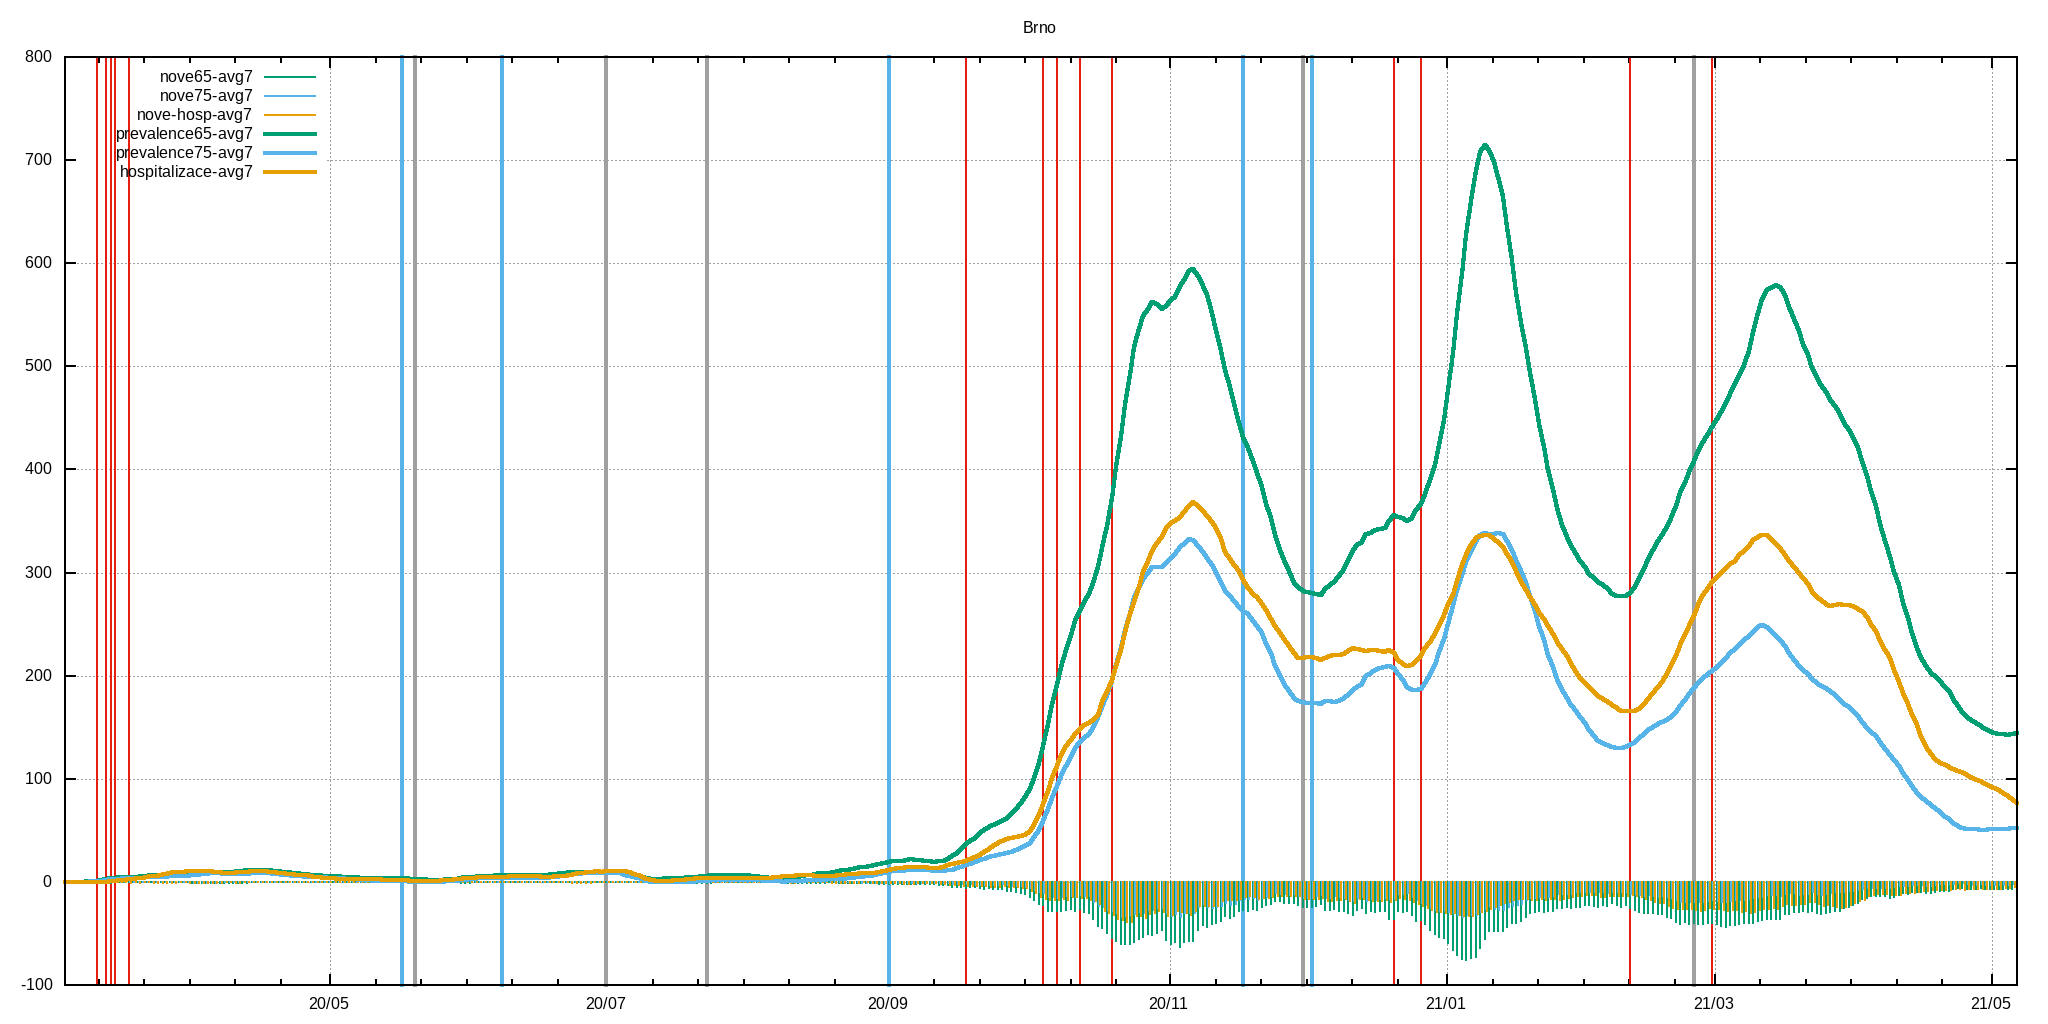 Brno
800
700
600
500
400
300
200
100
0
-100
nove65-avg7
nove75-avg7
nove-hosp-avg7
prevalence65-avg7
prevalence75-avg7
hospitalizace-avg7
20/05 20/07 20/09 20/11 21/01 21/03 21/05